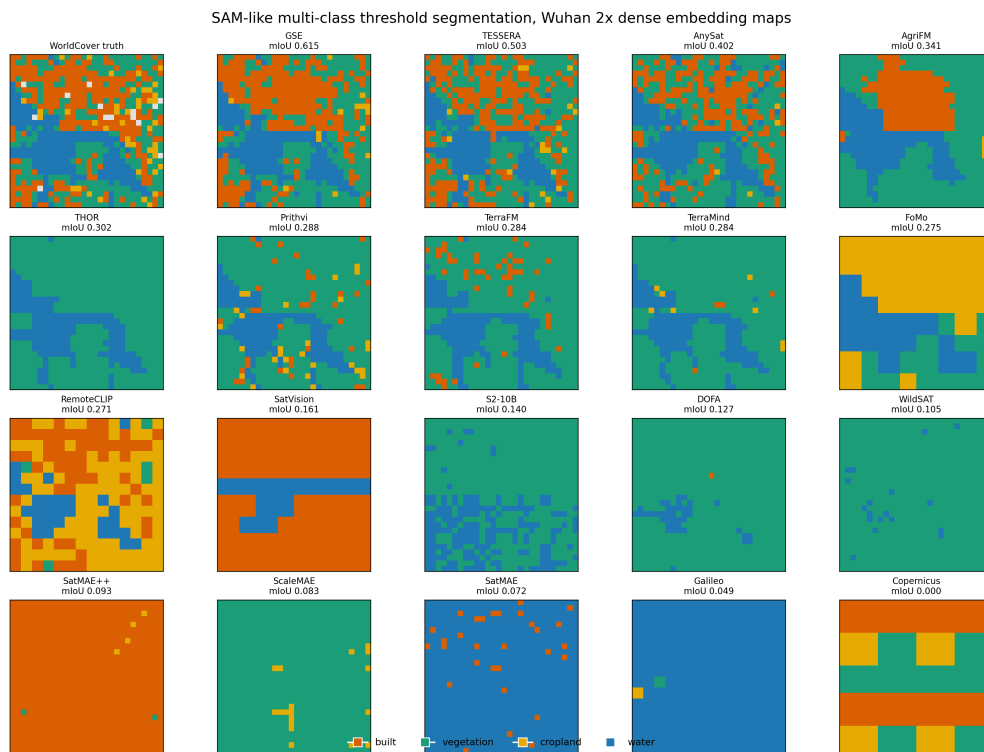 SAM-like multi-class threshold segmentation, Wuhan 2x dense embedding maps
WorldCover truth
GSE
mIoU 0.615
TESSERA
mIoU 0.503
AnySat
mIoU 0.402
AgriFM
mIoU 0.341
THOR
mIoU 0.302
Prithvi
mIoU 0.288
TerraFM
mIoU 0.284
TerraMind
mIoU 0.284
FoMo
mIoU 0.275
RemoteCLIP
mIoU 0.271
SatVision
mIoU 0.161
S2-10B
mIoU 0.140
DOFA
mIoU 0.127
WildSAT
mIoU 0.105
SatMAE++
mIoU 0.093
ScaleMAE
mIoU 0.083
SatMAE
mIoU 0.072
Galileo
mIoU 0.049
Copernicus
mIoU 0.000
built vegetation cropland water